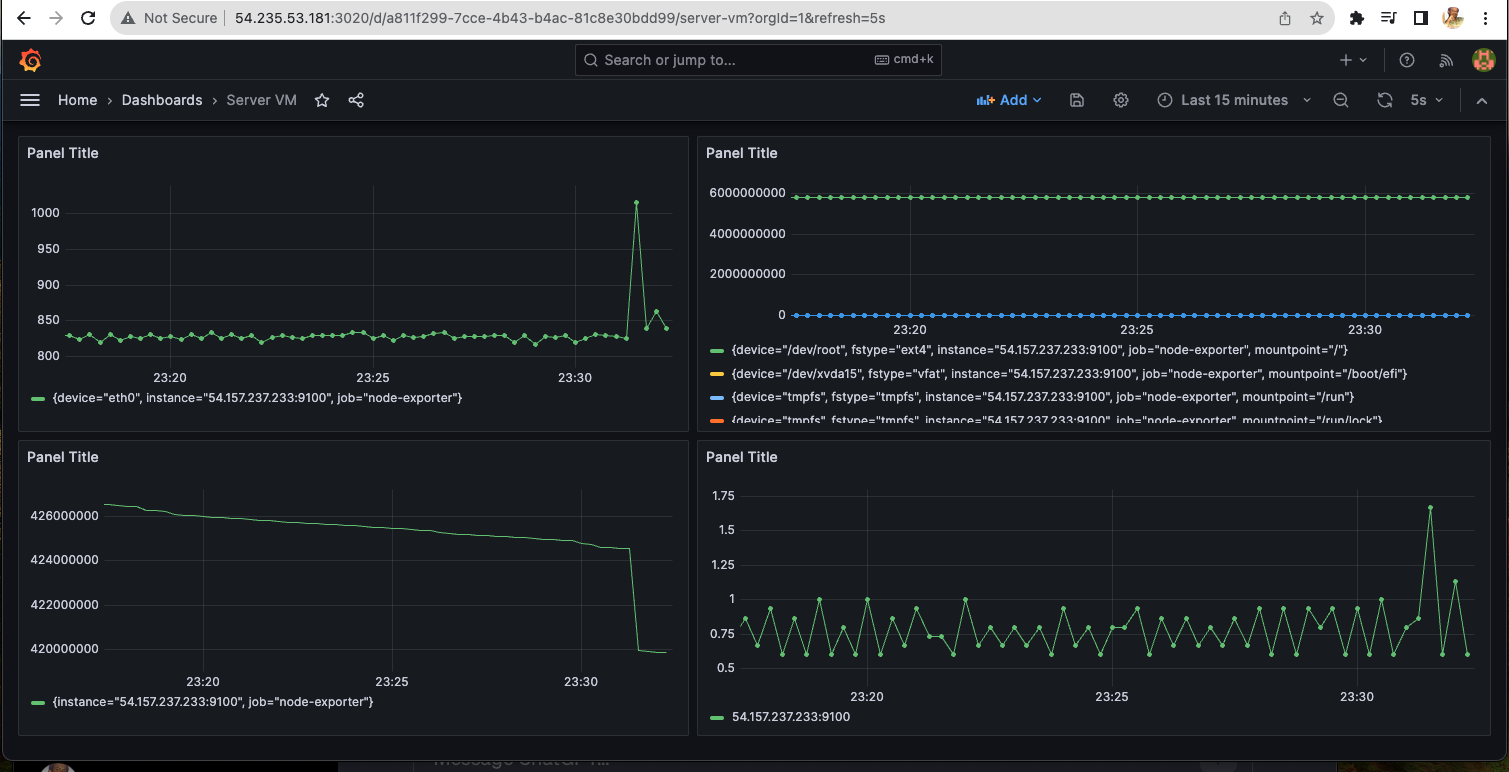 Not Secure 54.235.53.181:3020/d/a811f299-7cce-4b43-b4ac-81c8e30bdd99/server-vm?orgId=1&refresh=5s
Search or jump to... cmd+k
Home › Dashboards › Server VM Add Last 15 minutes 5s
Panel Title
1000
950
900
850
800
23:20 23:25 23:30
{device="eth0", instance="54.157.237.233:9100", job="node-exporter"}
Panel Title
6000000000
4000000000
2000000000
0
23:20 23:25 23:30
{device="/dev/root", fstype="ext4", instance="54.157.237.233:9100", job="node-exporter", mountpoint="/"}
{device="/dev/xvda15", fstype="vfat", instance="54.157.237.233:9100", job="node-exporter", mountpoint="/boot/efi"}
{device="tmpfs", fstype="tmpfs", instance="54.157.237.233:9100", job="node-exporter", mountpoint="/run"}
{device="tmpfs", fstype="tmpfs", instance="54.157.237.233:9100", job="node-exporter", mountpoint="/run/lock"}
Panel Title
426000000
424000000
422000000
420000000
23:20 23:25 23:30
{instance="54.157.237.233:9100", job="node-exporter"}
Panel Title
1.75
1.5
1.25
1
0.75
0.5
23:20 23:25 23:30
54.157.237.233:9100
Message ChatGPT...